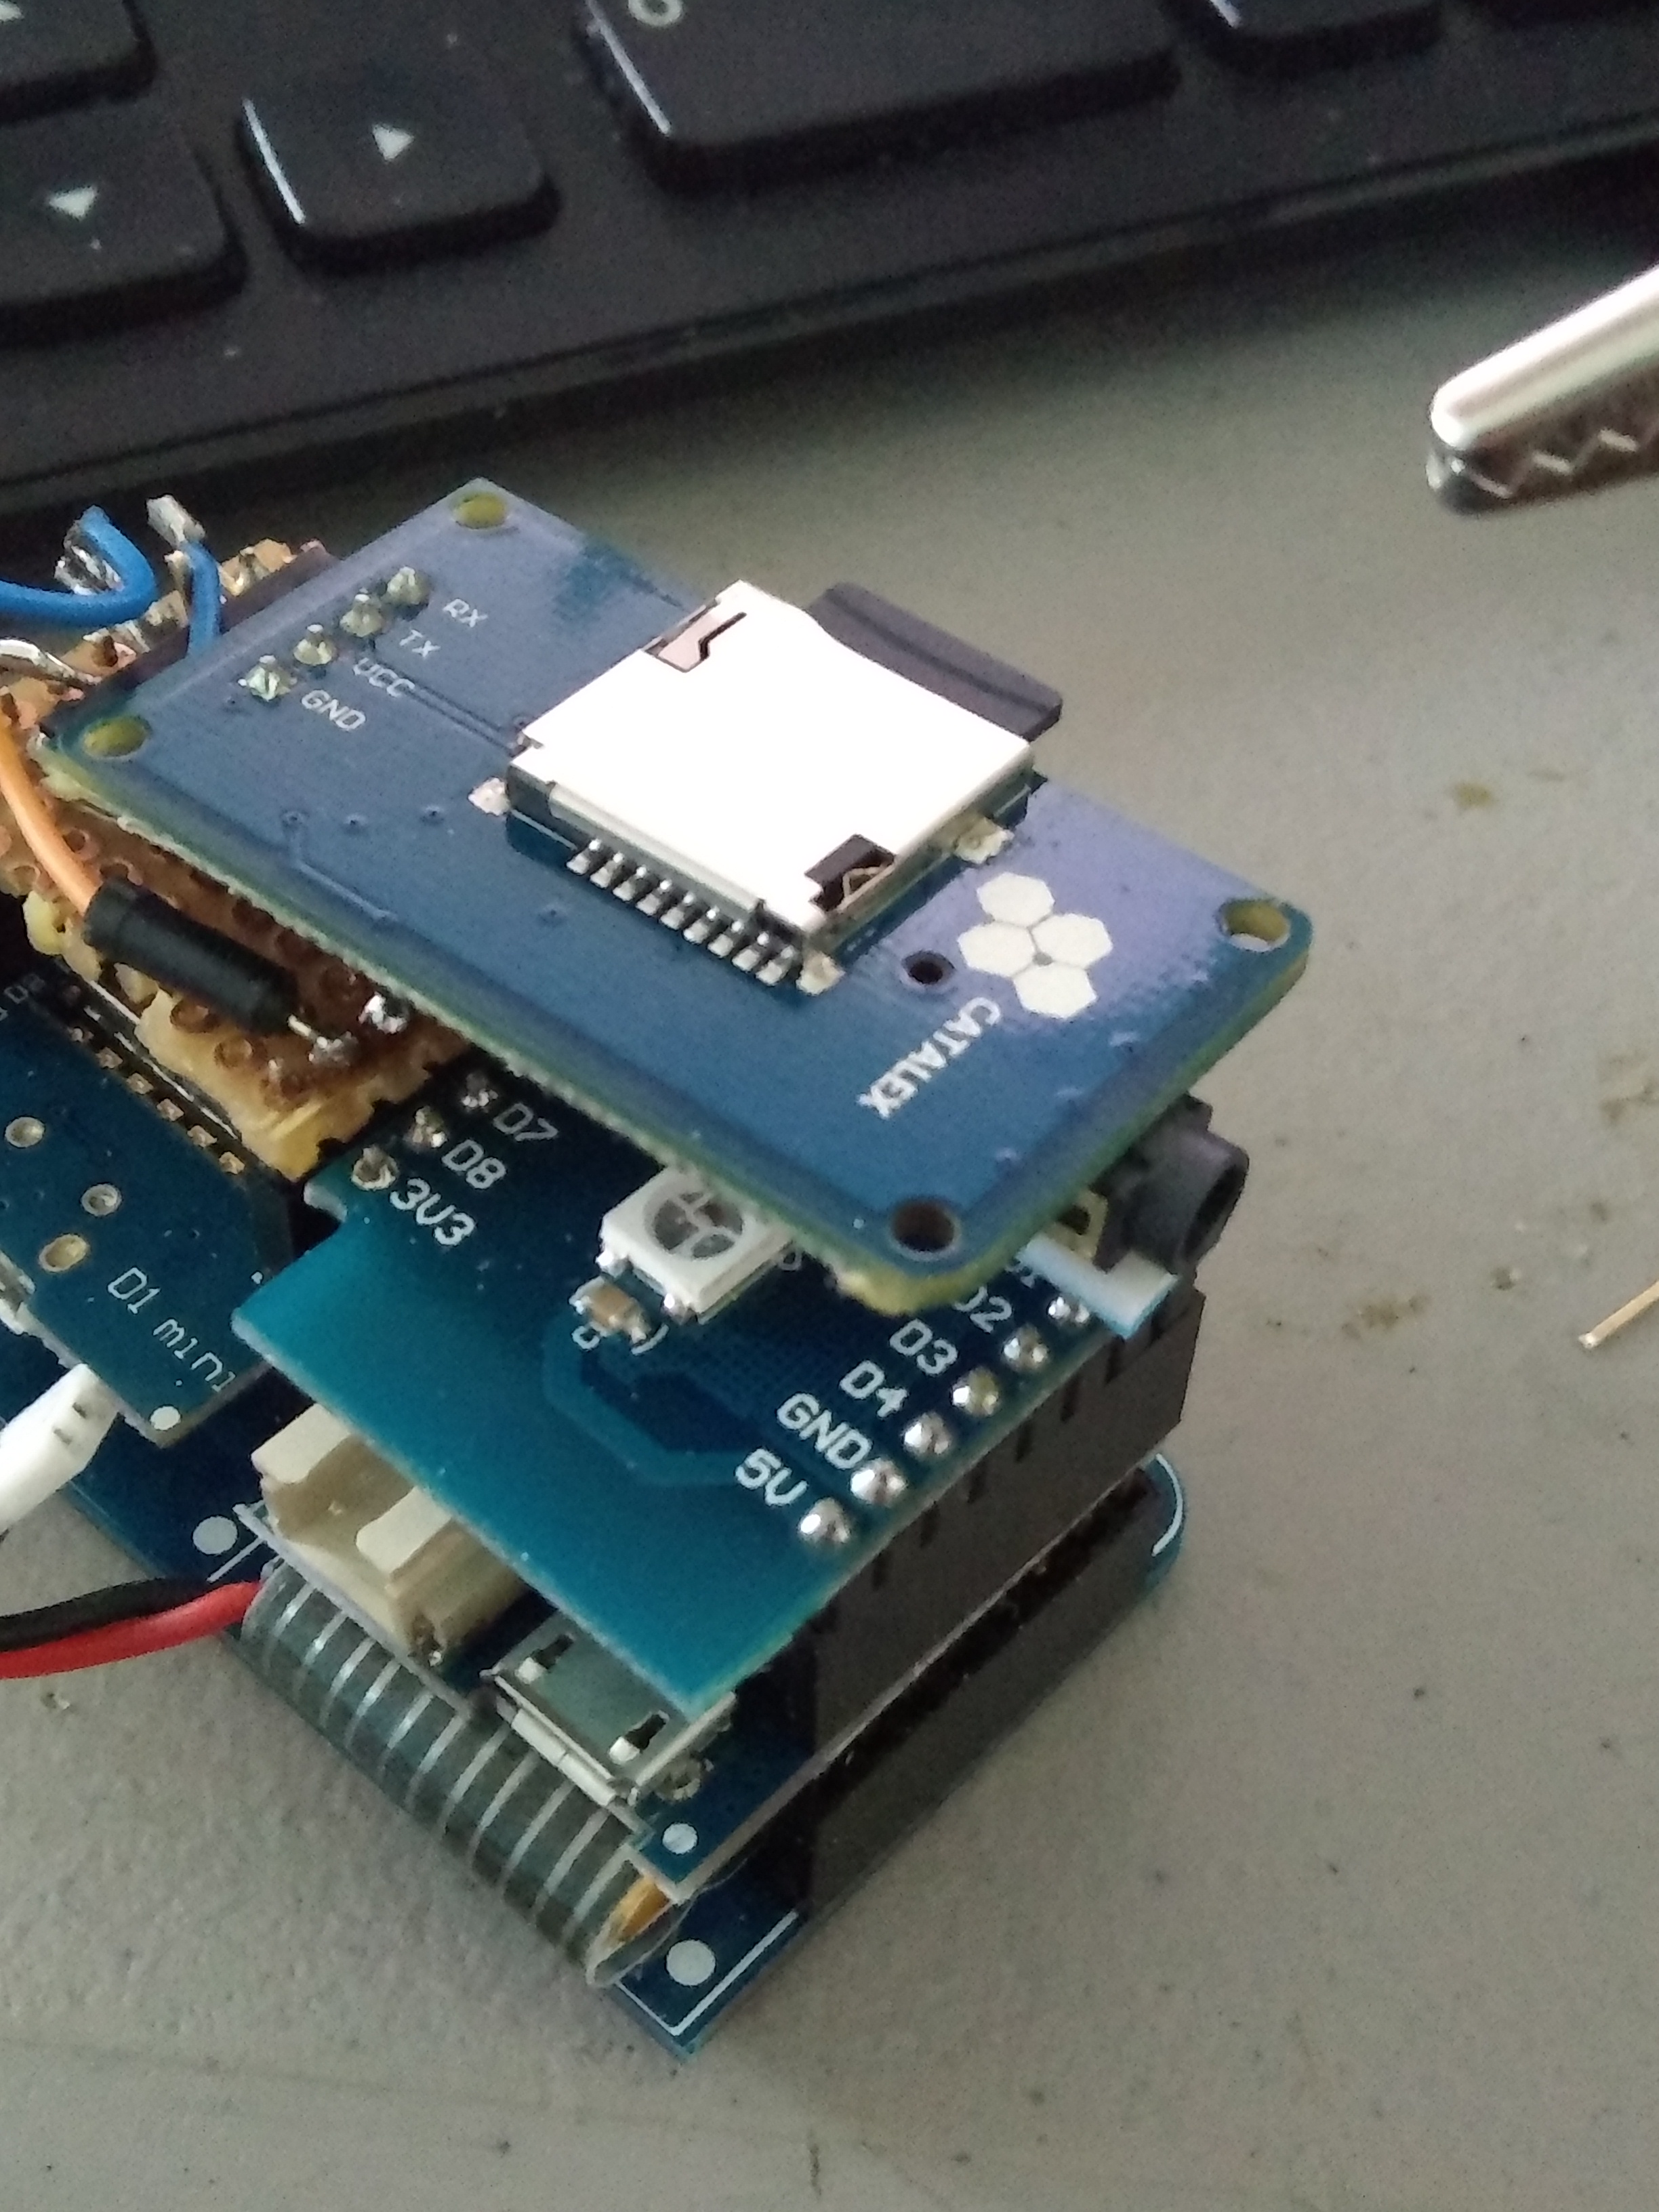 RX
TX
VCC
GND
CATALEX
D7
D8
3V3
D2
D3
D4
GND
5V
D1 mini